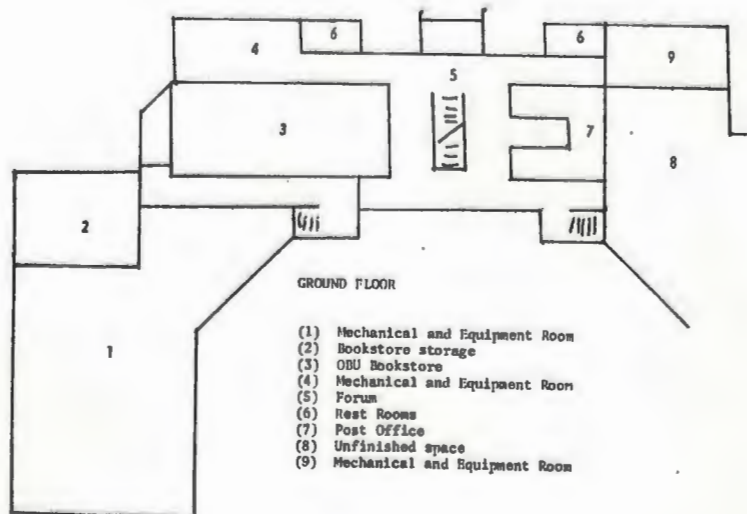 4
6
6
9
5
3
7
8
2
1
GROUND FLOOR
(1) Mechanical and Equipment Room
(2) Bookstore storage
(3) OBU Bookstore
(4) Mechanical and Equipment Room
(5) Forum
(6) Rest Rooms
(7) Post Office
(8) Unfinished space
(9) Mechanical and Equipment Room